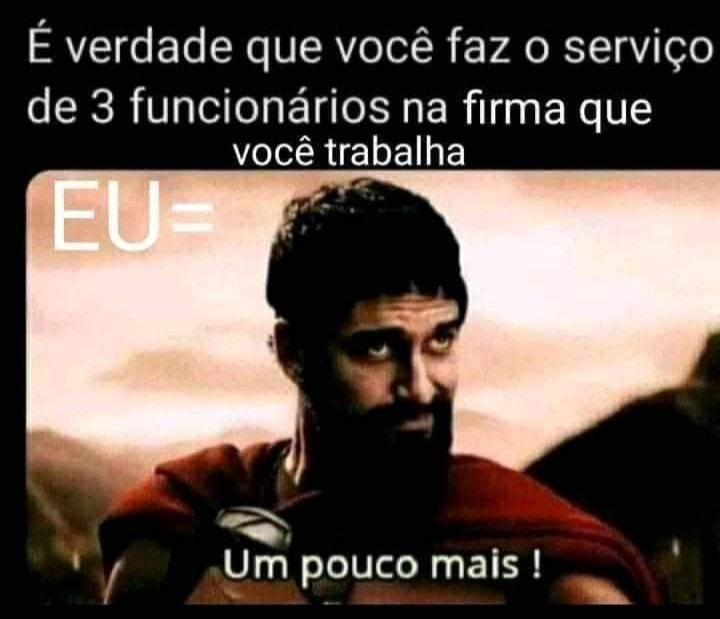 É verdade que você faz o serviço
de 3 funcionários na firma que
você trabalha
EU=
Um pouco mais !